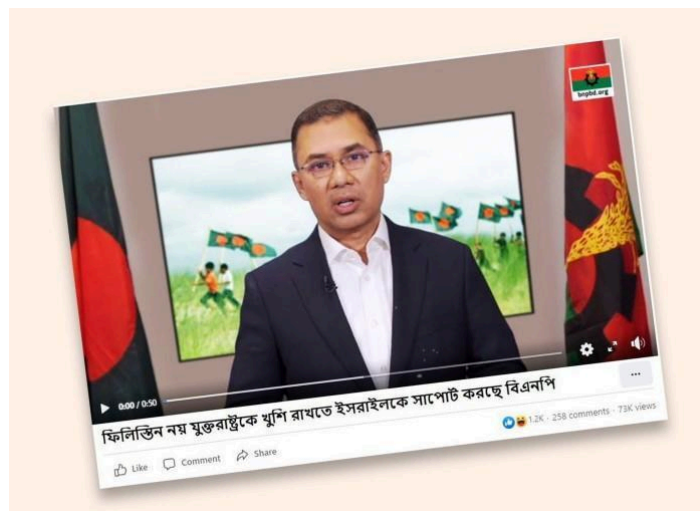 bnpbd.org
0:00 / 0:50
ফিলিস্তিন নয় যুক্তরাষ্ট্রকে খুশি রাখতে ইসরাইলকে সাপোর্ট করছে বিএনপি
1.2K · 258 comments · 73K views
Like Comment Share